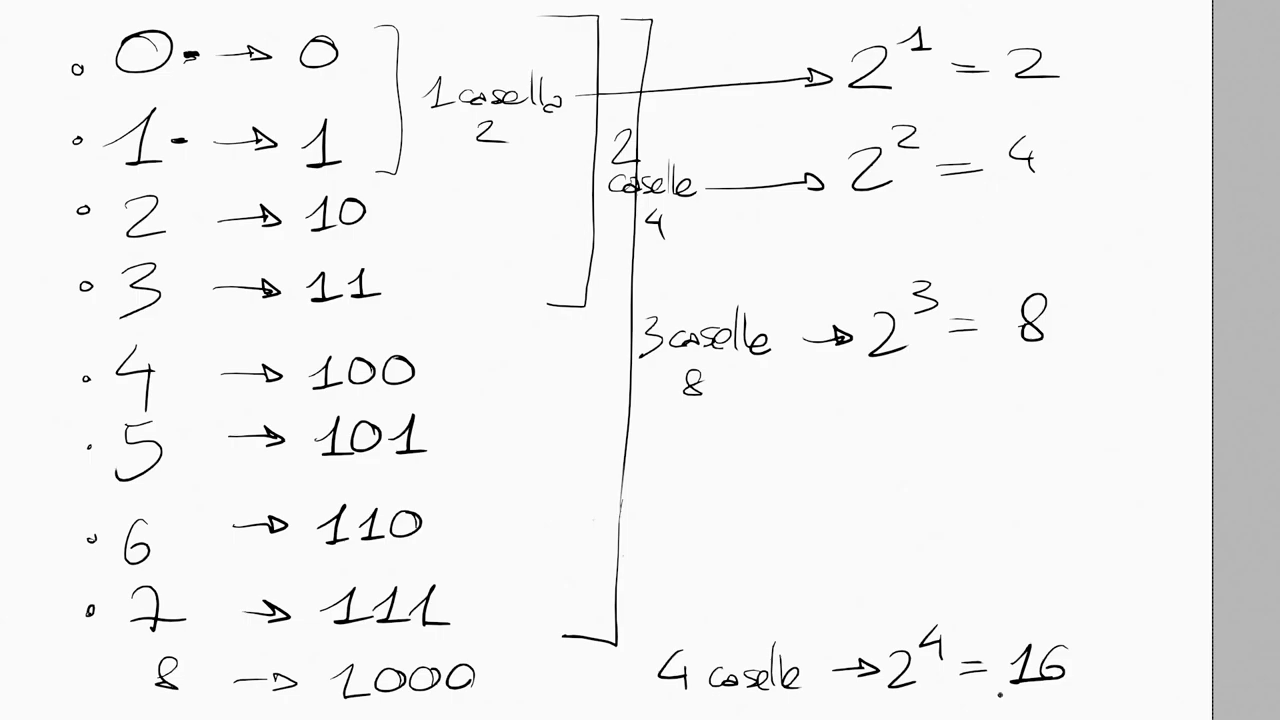 0 → 0
1 → 1
2 → 10
3 → 11
4 → 100
5 → 101
6 → 110
7 → 111
8 → 1000
1 casella
2
2
caselle
4
3 caselle
8
4 caselle → 2^4 = 16
→ 2^1 = 2
→ 2^2 = 4
→ 2^3 = 8